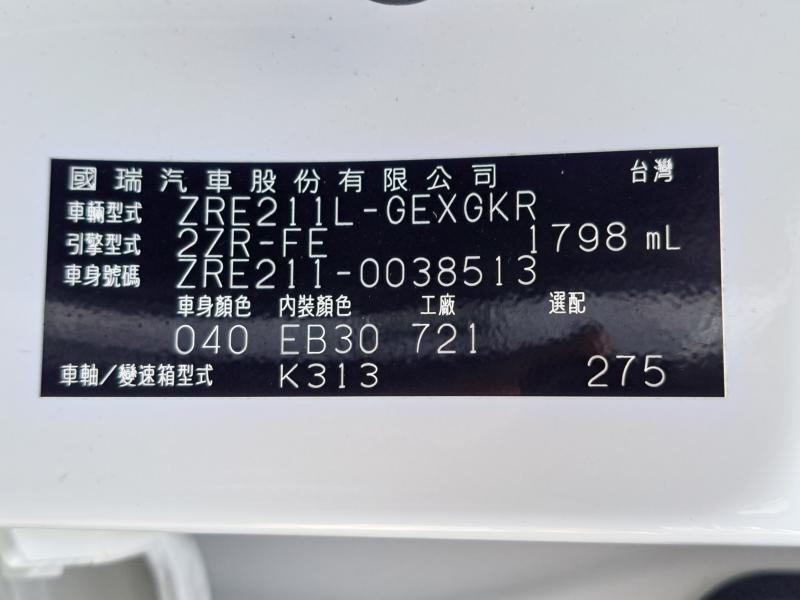 國瑞汽車股份有限公司 台灣
車輛型式 ZRE211L-GEXGKR
引擎型式 2ZR-FE 1798 mL
車身號碼 ZRE211-0038513
車身顏色 內裝顏色 工廠 選配
040 EB30 721
車軸/變速箱型式 K313 275